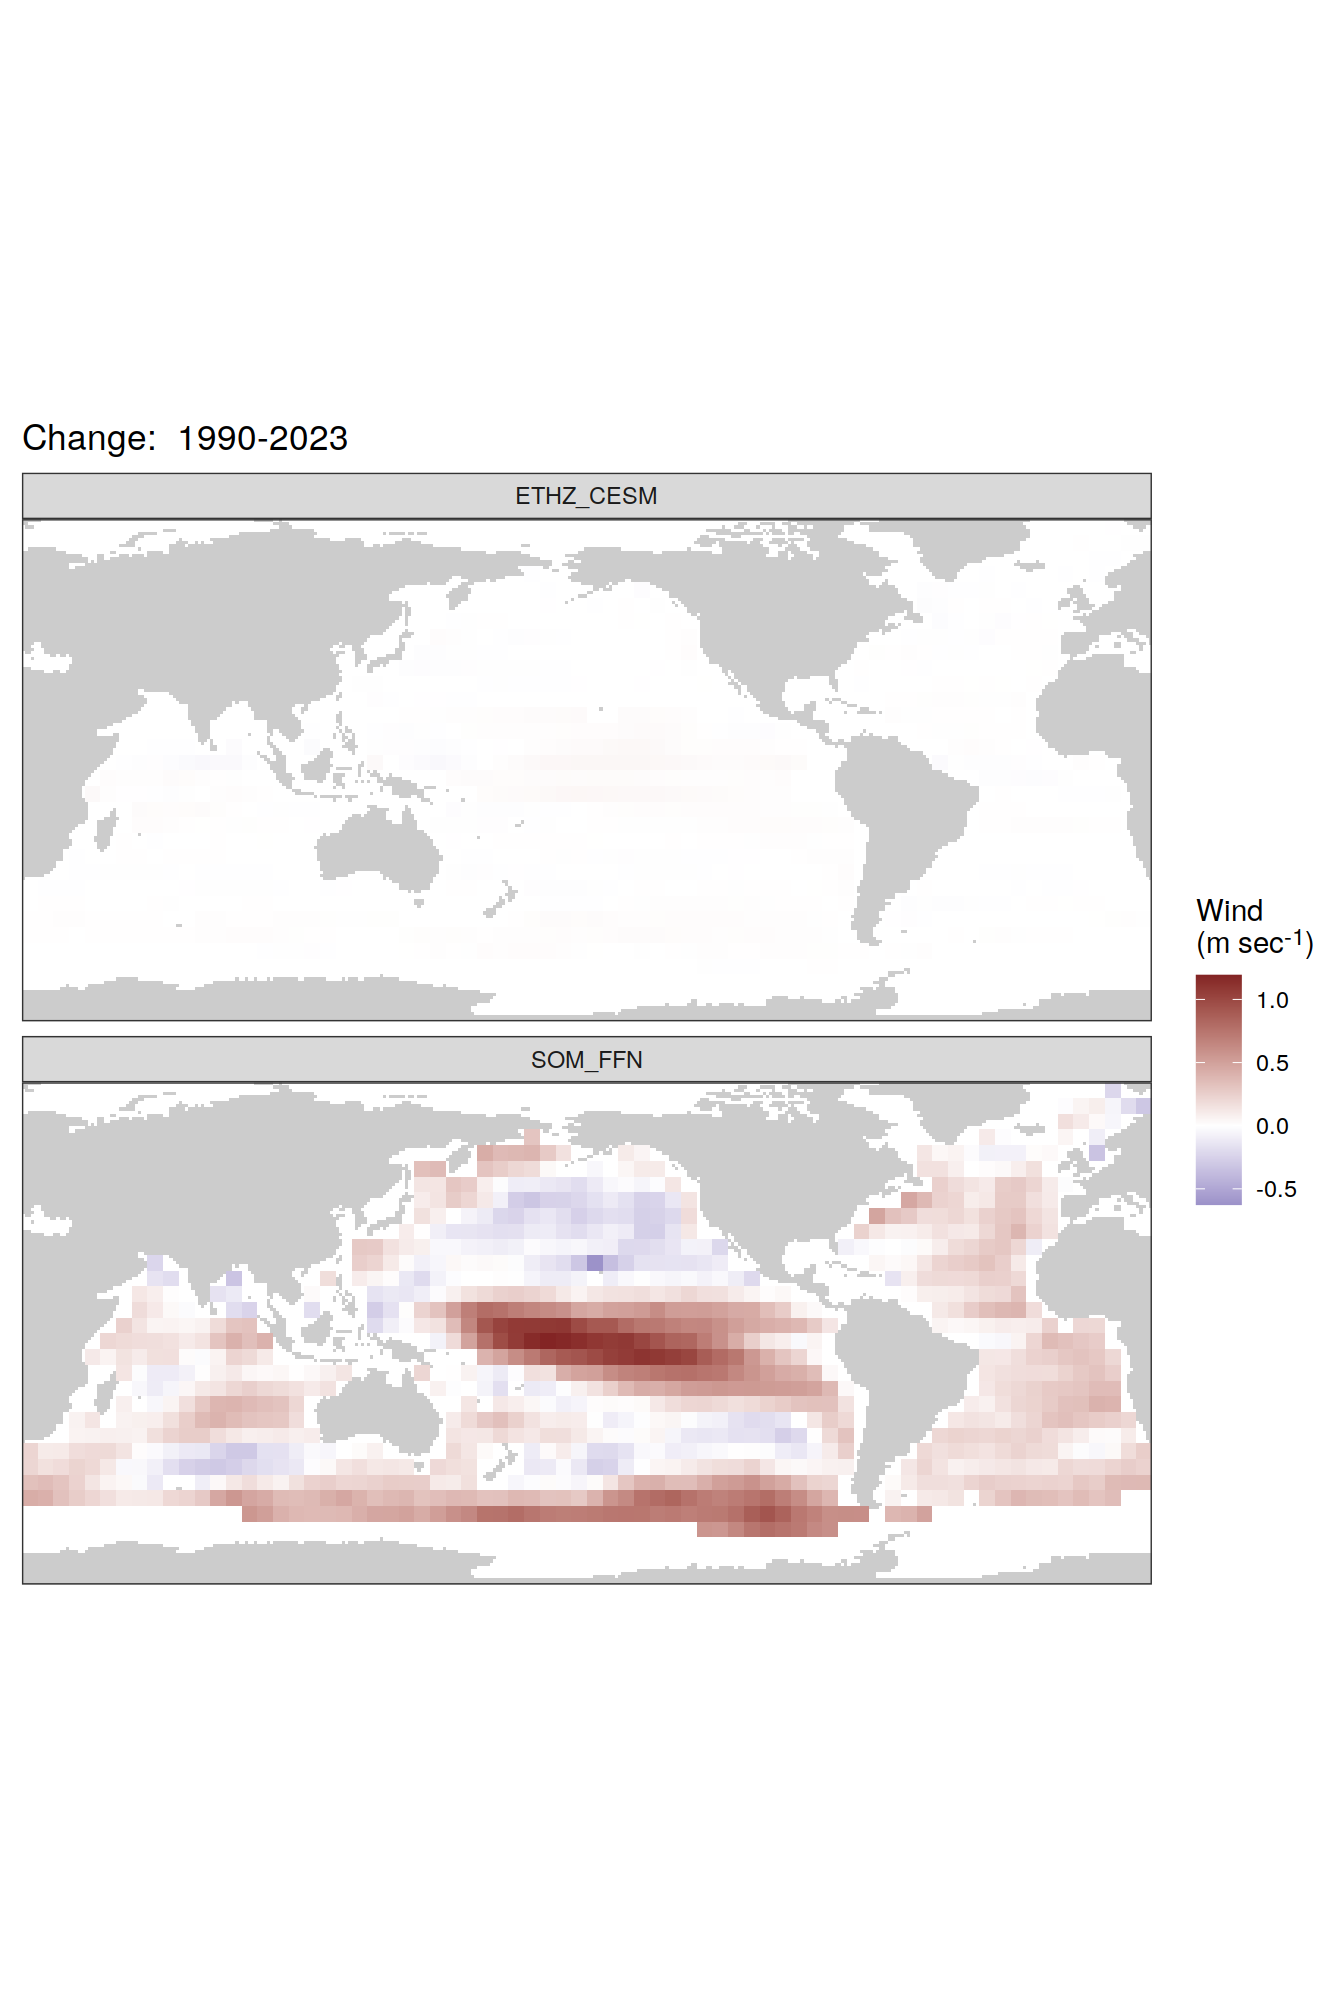 Change:  1990-2023
ETHZ_CESM
SOM_FFN
Wind
(m sec⁻¹)
1.0
0.5
0.0
-0.5